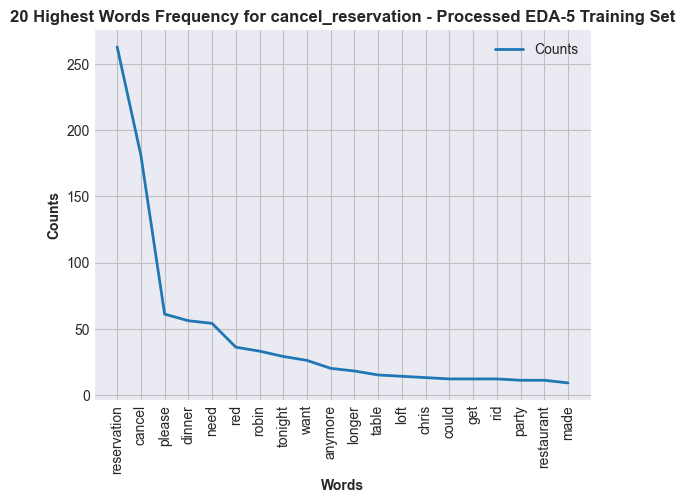 20 Highest Words Frequency for cancel_reservation - Processed EDA-5 Training Set
Counts
250
200
150
100
50
0
Counts
reservation
cancel
please
dinner
need
red
robin
tonight
want
anymore
longer
table
loft
chris
could
get
rid
party
restaurant
made
Words